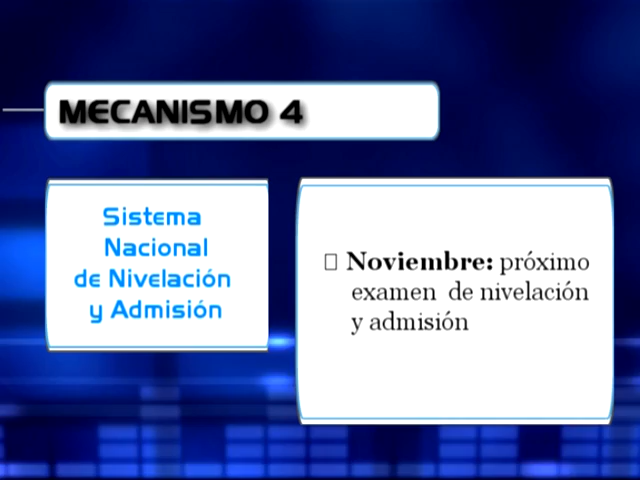 MECANISMO 4
Sistema
Nacional
de Nivelación
y Admisión
Noviembre: próximo
examen de nivelación
y admisión